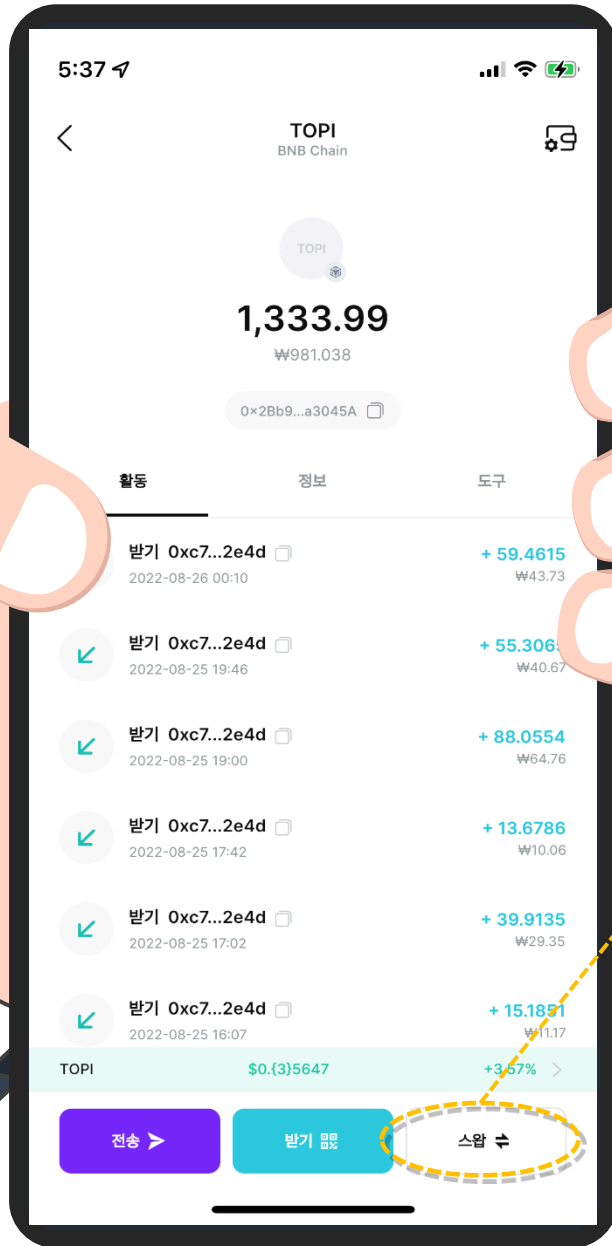 5:37
TOPI
BNB Chain
TOPI
1,333.99
₩981.038
0×2Bb9...a3045A
활동 정보 도구
받기 0xc7...2e4d + 59.4615
2022-08-26 00:10 ₩43.73
받기 0xc7...2e4d + 55.3065
2022-08-25 19:46 ₩40.67
받기 0xc7...2e4d + 88.0554
2022-08-25 19:00 ₩64.76
받기 0xc7...2e4d + 13.6786
2022-08-25 17:42 ₩10.06
받기 0xc7...2e4d + 39.9135
2022-08-25 17:02 ₩29.35
받기 0xc7...2e4d + 15.1851
2022-08-25 16:07 ₩11.17
TOPI $0.{3}5647 +3.57%
전송 받기 스왑